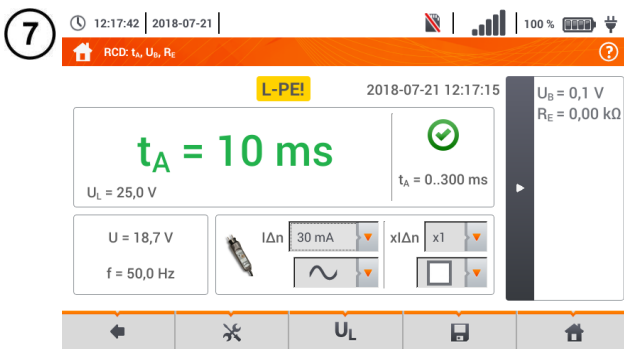 7
12:17:42 2018-07-21 100 %
RCD: tA, UB, RE
L-PE! 2018-07-21 12:17:15
tA = 10 ms
UL = 25,0 V
tA = 0..300 ms
UB = 0,1 V
RE = 0,00 kΩ
U = 18,7 V
f = 50,0 Hz
IΔn 30 mA
xIΔn x1
UL